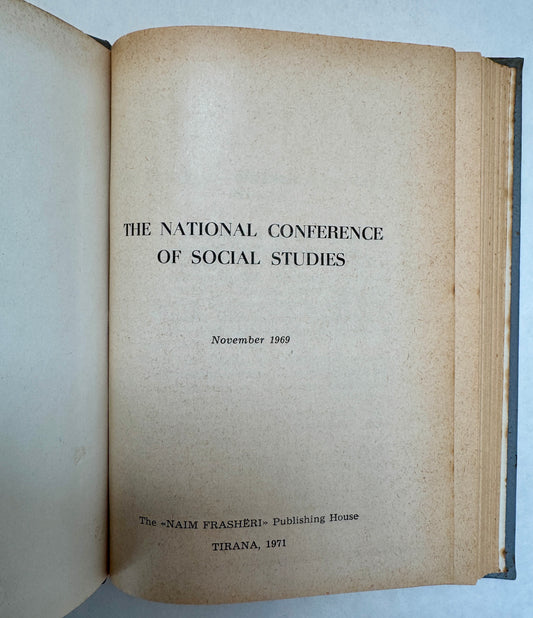 THE NATIONAL CONFERENCE
OF SOCIAL STUDIES
November 1969
The «NAIM FRASHËRI» Publishing House
TIRANA, 1971